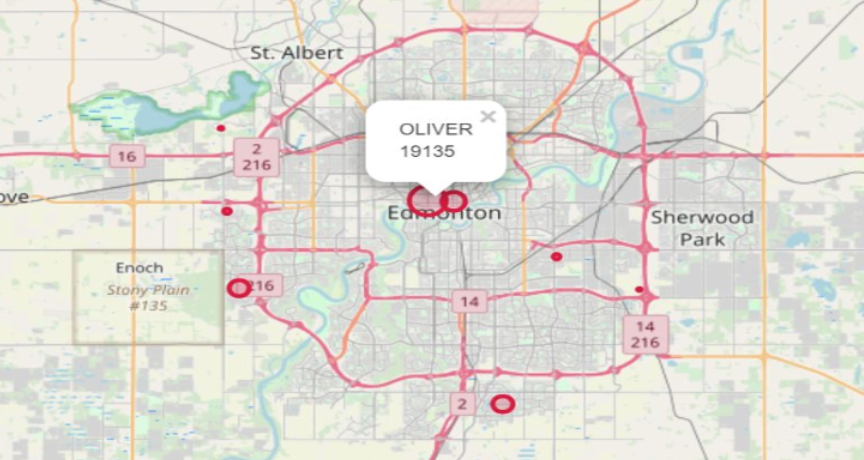 St. Albert
OLIVER
19135
×
16
2
216
ove
Edmonton
Sherwood
Park
Enoch
Stony Plain
#135
216
14
14
216
2